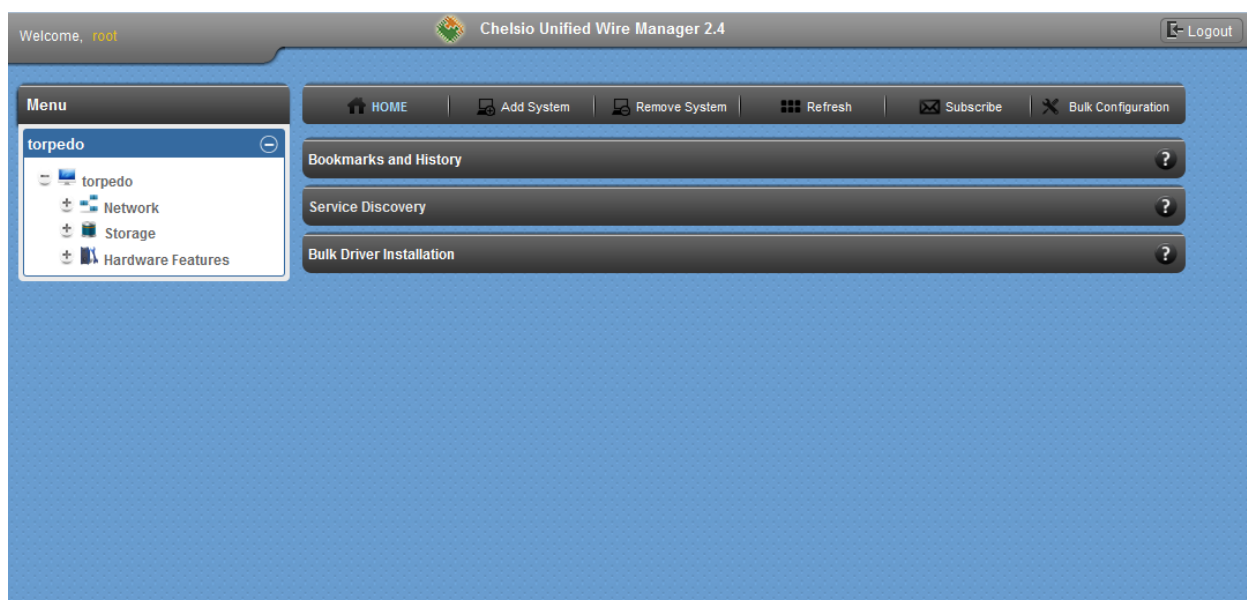 Welcome, root
Chelsio Unified Wire Manager 2.4
Logout
Menu
HOME
Add System
Remove System
Refresh
Subscribe
Bulk Configuration
torpedo
torpedo
Network
Storage
Hardware Features
Bookmarks and History
?
Service Discovery
?
Bulk Driver Installation
?